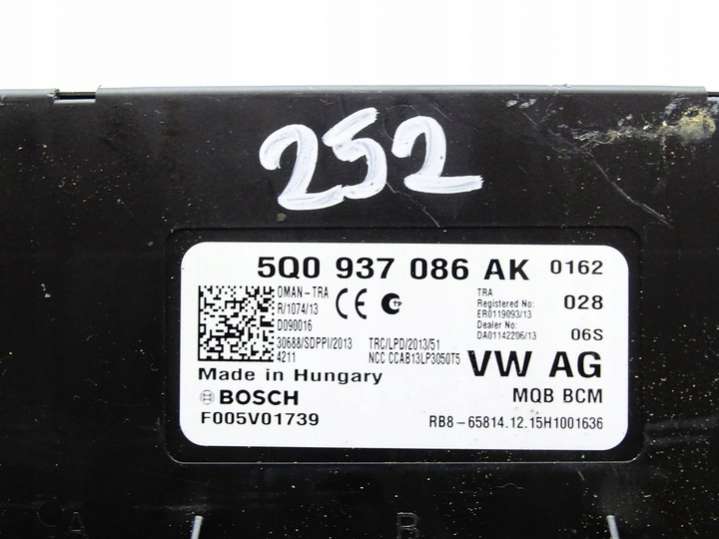 252
5Q0 937 086 AK 0162
OMAN-TRA
R/1074/13
D090016
CE
TRA
Registered No:
ER0119093/13
Dealer No:
DA01142296/13
028
06S
30688/SDPPI/2013
4211
TRC/LPD/2013/51
NCC CCAB13LP3050T5
VW AG
Made in Hungary
BOSCH
MQB BCM
F005V01739
RB8-65814.12.15H1001636
A B C